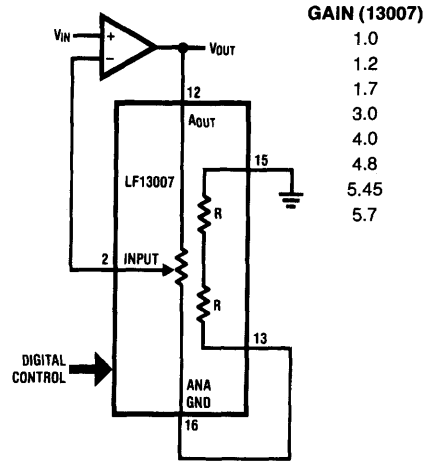 GAIN (13007)
1.0
1.2
1.7
3.0
4.0
4.8
5.45
5.7
VIN
+
−
VOUT
12
AOUT
15
LF13007
R
2
INPUT
R
13
DIGITAL
CONTROL
ANA
GND
16